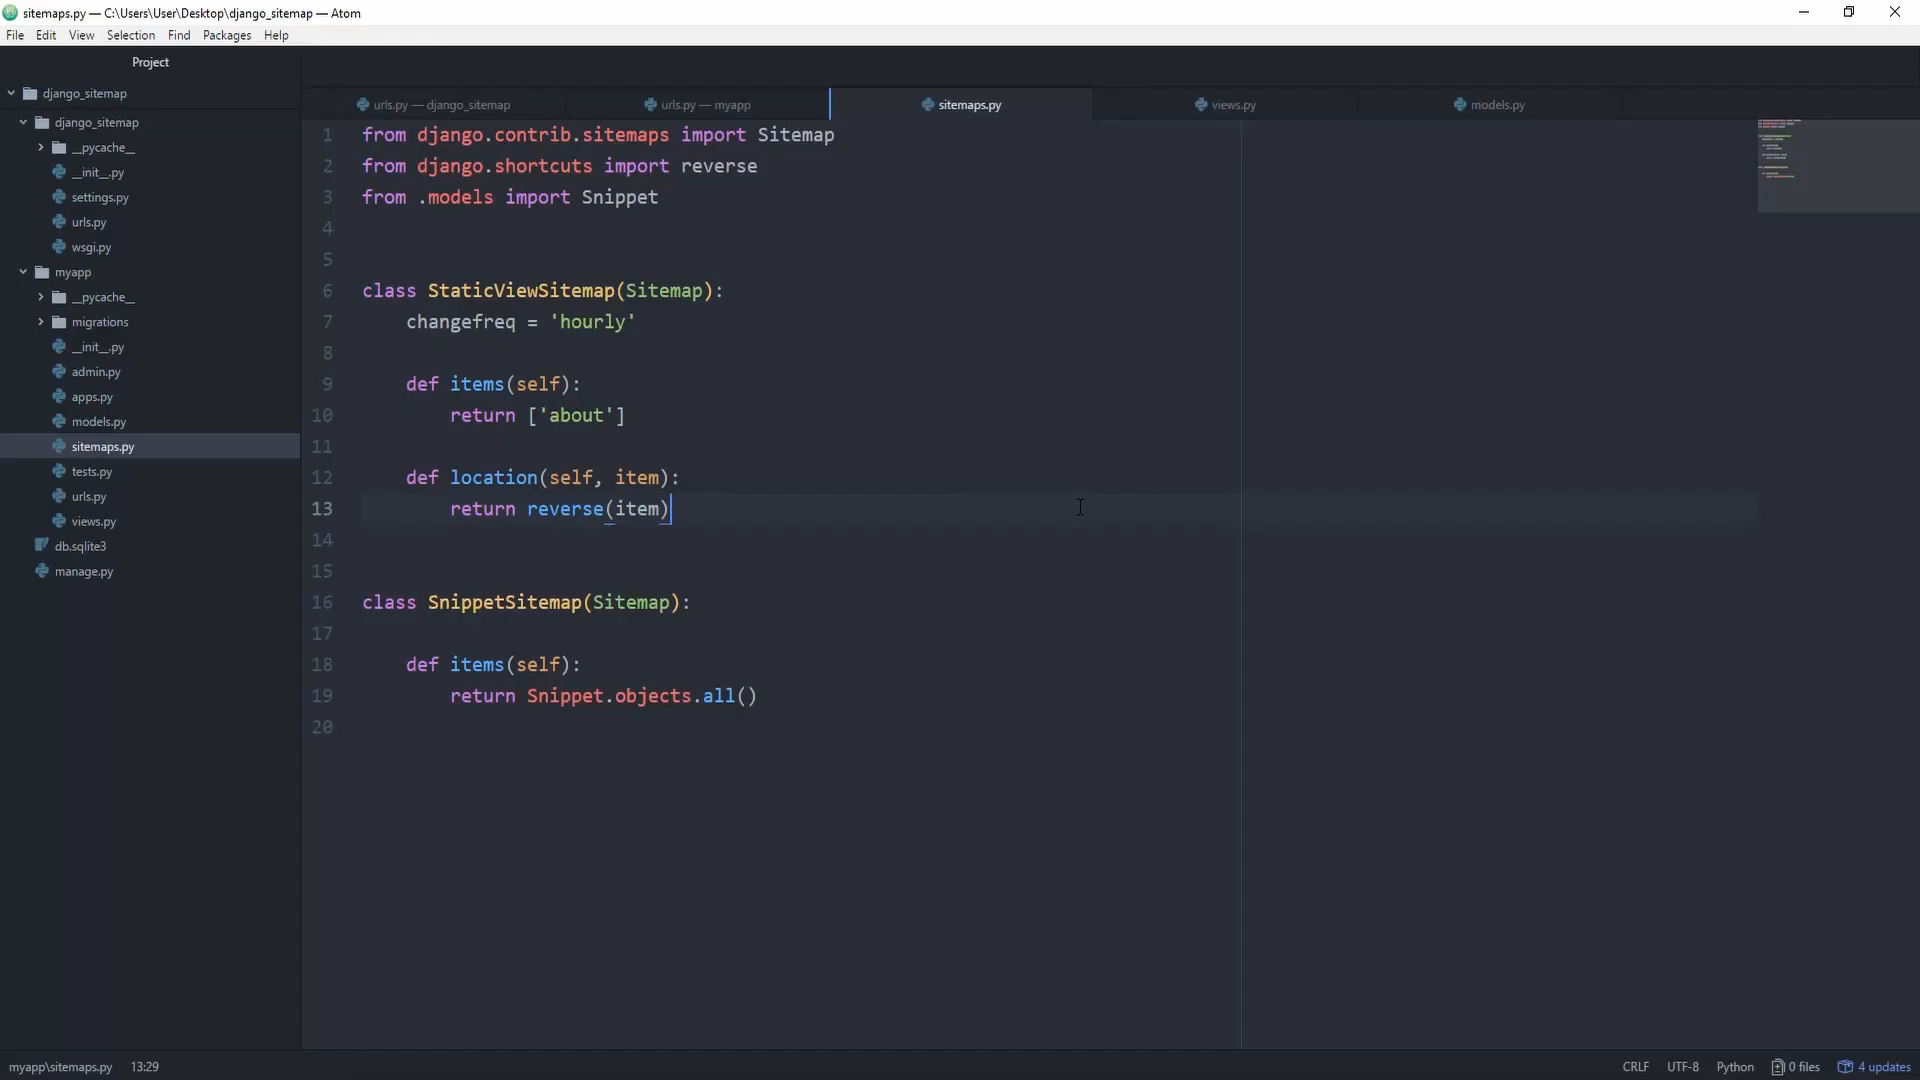 sitemaps.py — C:\Users\User\Desktop\django_sitemap — Atom
File Edit View Selection Find Packages Help
Project
django_sitemap
django_sitemap
__pycache__
__init__.py
settings.py
urls.py
wsgi.py
myapp
__pycache__
migrations
__init__.py
admin.py
apps.py
models.py
sitemaps.py
tests.py
urls.py
views.py
db.sqlite3
manage.py
urls.py — django_sitemap urls.py — myapp sitemaps.py views.py models.py
1 from django.contrib.sitemaps import Sitemap
2 from django.shortcuts import reverse
3 from .models import Snippet
4
5
6 class StaticViewSitemap(Sitemap):
7     changefreq = 'hourly'
8
9     def items(self):
10         return ['about']
11
12     def location(self, item):
13         return reverse(item)
14
15
16 class SnippetSitemap(Sitemap):
17
18     def items(self):
19         return Snippet.objects.all()
20
myapp\sitemaps.py 13:29 CRLF UTF-8 Python 0 files 4 updates